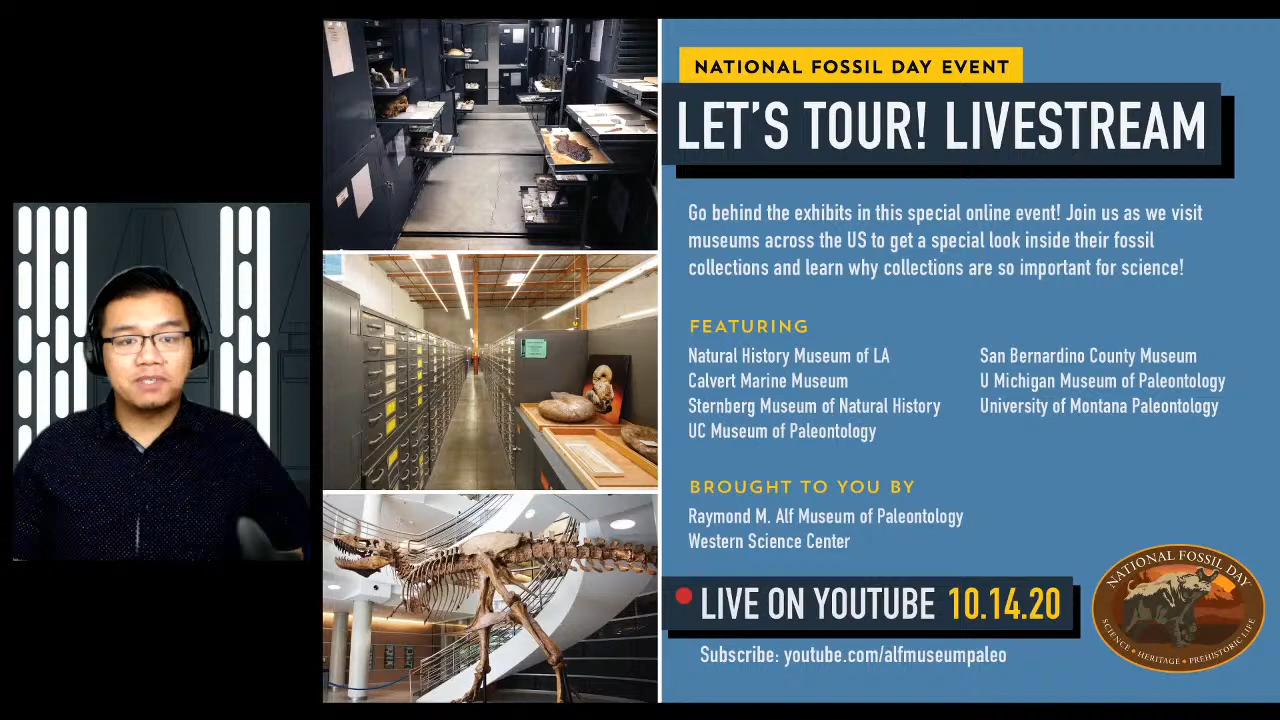 NATIONAL FOSSIL DAY EVENT
LET'S TOUR! LIVESTREAM
Go behind the exhibits in this special online event! Join us as we visit
museums across the US to get a special look inside their fossil
collections and learn why collections are so important for science!
FEATURING
Natural History Museum of LA
Calvert Marine Museum
Sternberg Museum of Natural History
UC Museum of Paleontology
San Bernardino County Museum
U Michigan Museum of Paleontology
University of Montana Paleontology
BROUGHT TO YOU BY
Raymond M. Alf Museum of Paleontology
Western Science Center
LIVE ON YOUTUBE 10.14.20
Subscribe: youtube.com/alfmuseumpaleo
NATIONAL FOSSIL DAY
SCIENCE • HERITAGE • PREHISTORIC LIFE